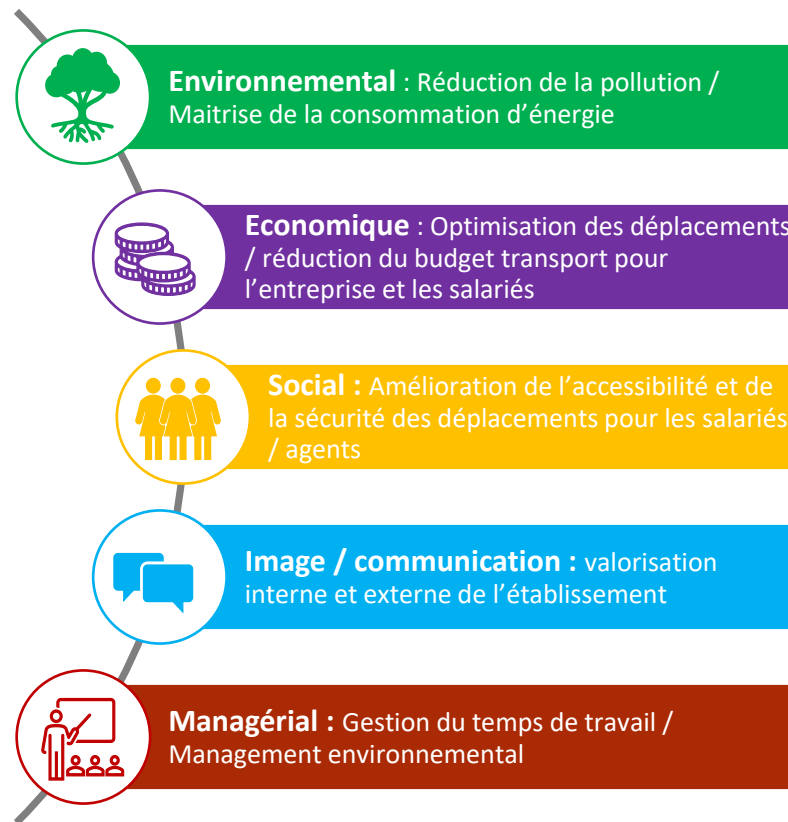 Environnemental : Réduction de la pollution /
Maitrise de la consommation d’énergie
Economique : Optimisation des déplacements
/ réduction du budget transport pour
l’entreprise et les salariés
Social : Amélioration de l’accessibilité et de
la sécurité des déplacements pour les salariés
/ agents
Image / communication : valorisation
interne et externe de l’établissement
Managérial : Gestion du temps de travail /
Management environnemental